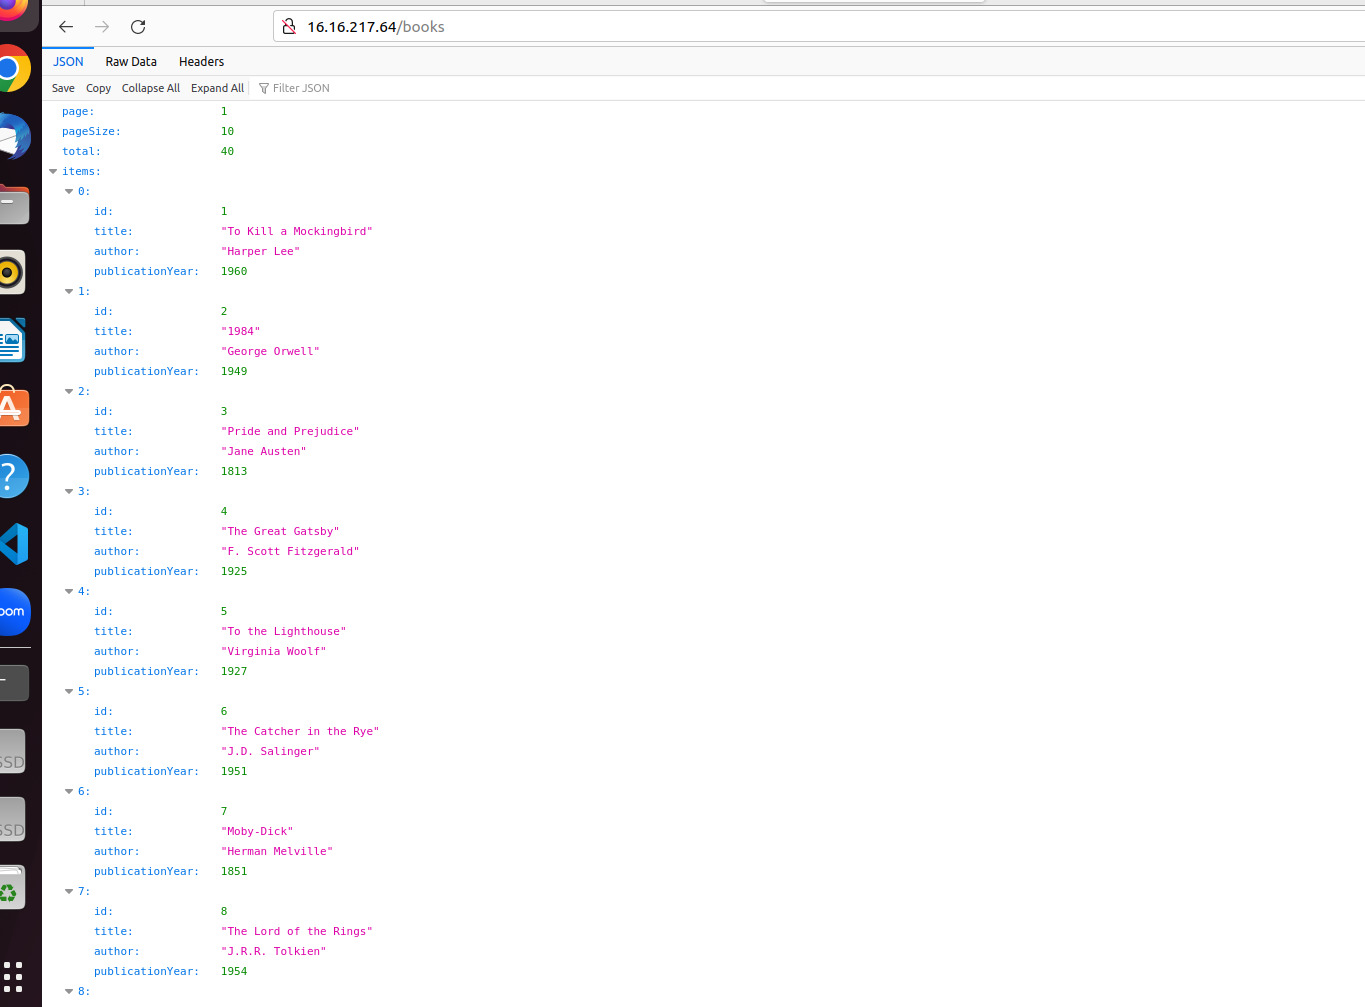 16.16.217.64/books
JSON Raw Data Headers
Save Copy Collapse All Expand All Filter JSON
page: 1
pageSize: 10
total: 40
items:
0:
id: 1
title: "To Kill a Mockingbird"
author: "Harper Lee"
publicationYear: 1960
1:
id: 2
title: "1984"
author: "George Orwell"
publicationYear: 1949
2:
id: 3
title: "Pride and Prejudice"
author: "Jane Austen"
publicationYear: 1813
3:
id: 4
title: "The Great Gatsby"
author: "F. Scott Fitzgerald"
publicationYear: 1925
4:
id: 5
title: "To the Lighthouse"
author: "Virginia Woolf"
publicationYear: 1927
5:
id: 6
title: "The Catcher in the Rye"
author: "J.D. Salinger"
publicationYear: 1951
6:
id: 7
title: "Moby-Dick"
author: "Herman Melville"
publicationYear: 1851
7:
id: 8
title: "The Lord of the Rings"
author: "J.R.R. Tolkien"
publicationYear: 1954
8:
?
oom
SSD
SSD